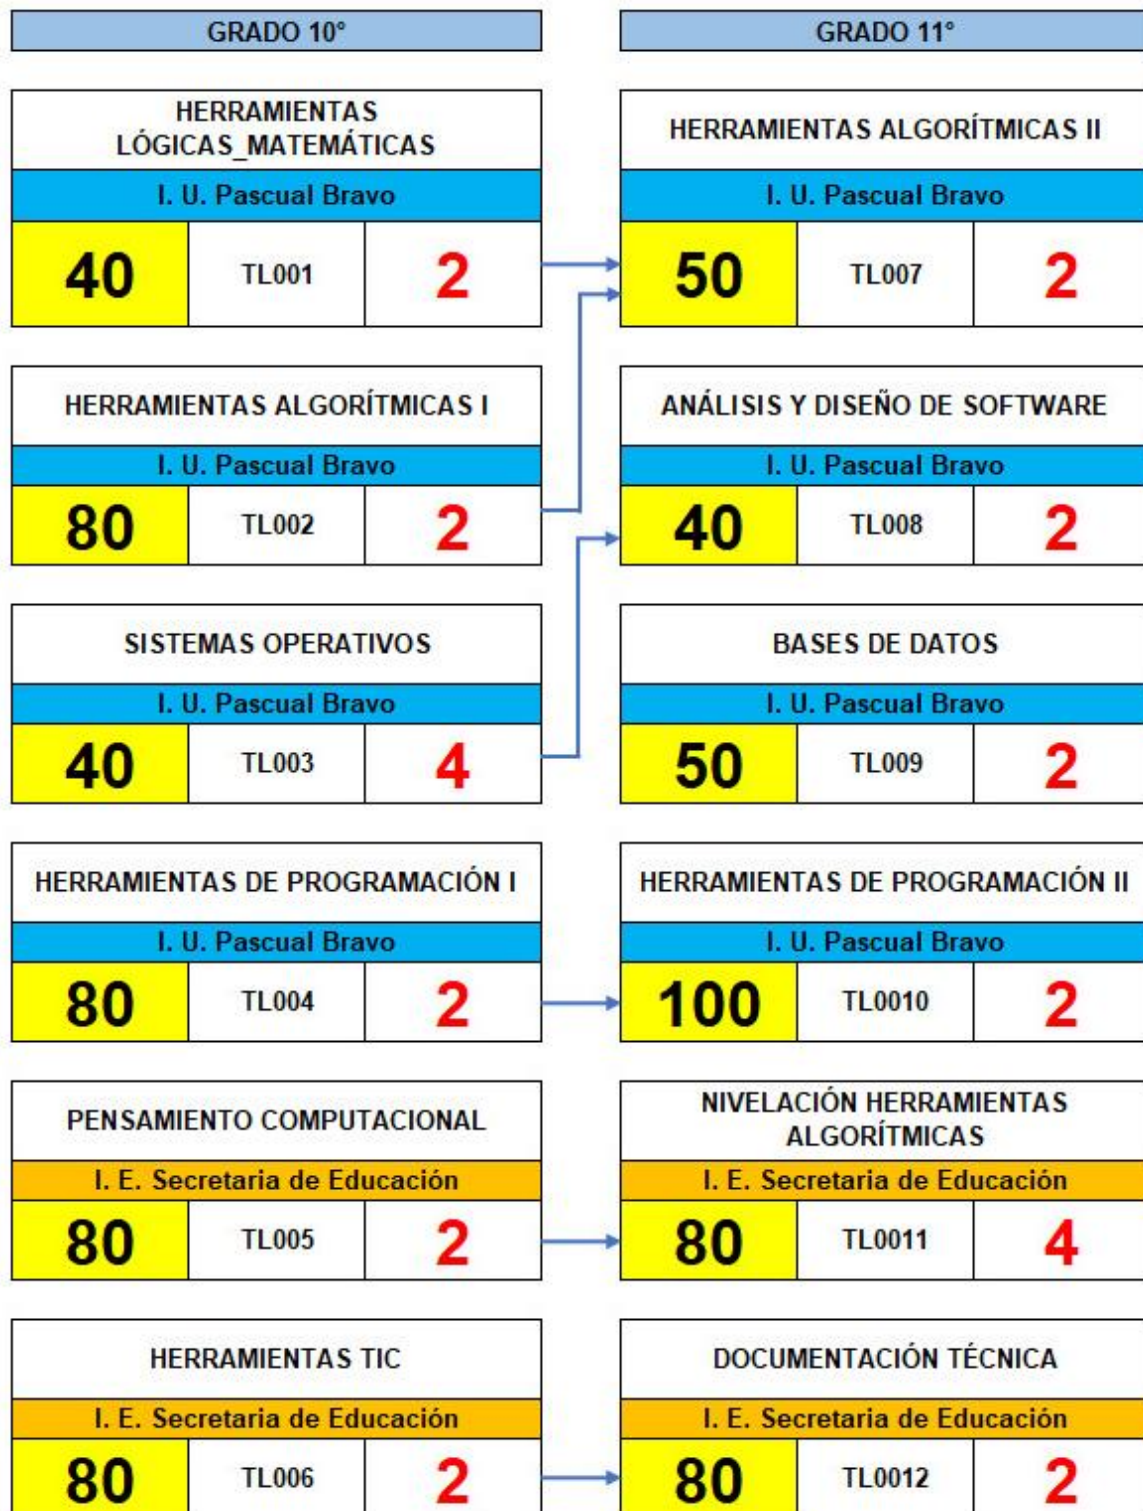 GRADO 10°
GRADO 11°
HERRAMIENTAS
LÓGICAS_MATEMÁTICAS
I. U. Pascual Bravo
40 TL001 2
HERRAMIENTAS ALGORÍTMICAS II
I. U. Pascual Bravo
50 TL007 2
HERRAMIENTAS ALGORÍTMICAS I
I. U. Pascual Bravo
80 TL002 2
ANÁLISIS Y DISEÑO DE SOFTWARE
I. U. Pascual Bravo
40 TL008 2
SISTEMAS OPERATIVOS
I. U. Pascual Bravo
40 TL003 4
BASES DE DATOS
I. U. Pascual Bravo
50 TL009 2
HERRAMIENTAS DE PROGRAMACIÓN I
I. U. Pascual Bravo
80 TL004 2
HERRAMIENTAS DE PROGRAMACIÓN II
I. U. Pascual Bravo
100 TL0010 2
PENSAMIENTO COMPUTACIONAL
I. E. Secretaria de Educación
80 TL005 2
NIVELACIÓN HERRAMIENTAS
ALGORÍTMICAS
I. E. Secretaria de Educación
80 TL0011 4
HERRAMIENTAS TIC
I. E. Secretaria de Educación
80 TL006 2
DOCUMENTACIÓN TÉCNICA
I. E. Secretaria de Educación
80 TL0012 2